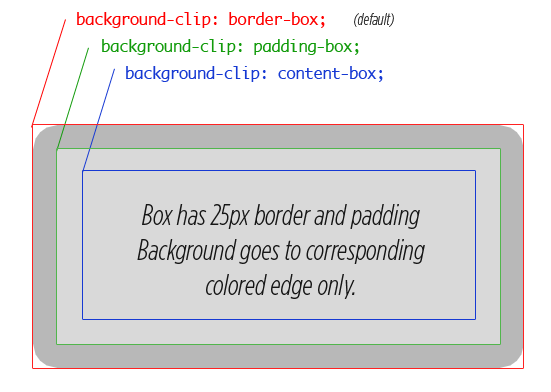 background-clip: border-box; (default)
background-clip: padding-box;
background-clip: content-box;
Box has 25px border and padding
Background goes to corresponding
colored edge only.